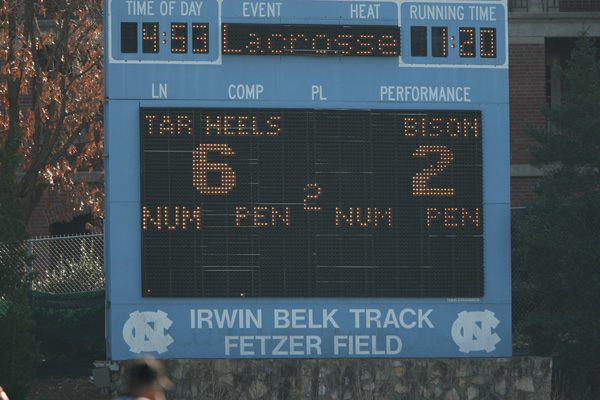 TIME OF DAY EVENT HEAT RUNNING TIME
4:53 Lacrosse 1:20
LN COMP PL PERFORMANCE
TAR HEELS BISON
6 2 2
NUM PEN NUM PEN
IRWIN BELK TRACK
NC FETZER FIELD NC